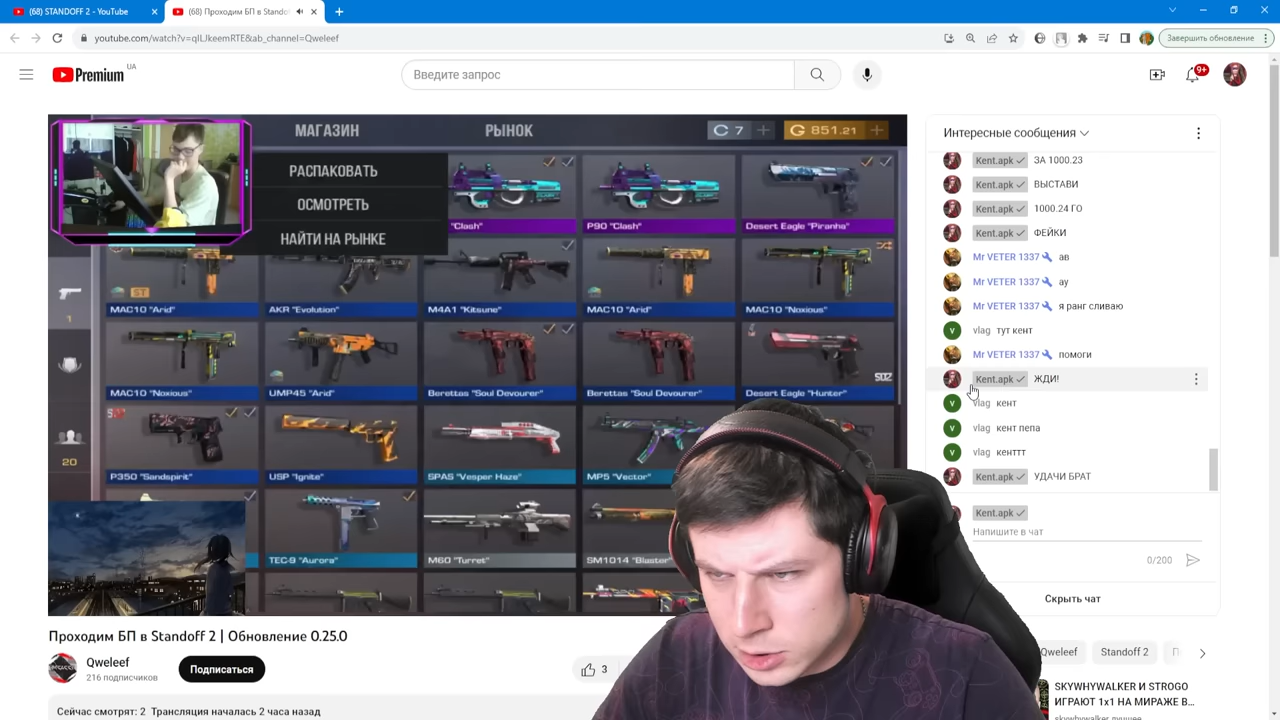 (68) STANDOFF 2 - YouTube
(68) Проходим БП в Standof
youtube.com/watch?v=qlLJkeemRTE&ab_channel=Qweleef
Завершить обновление
Premium UA
Введите запрос
9+
МАГАЗИН
РЫНОК
C 7
G 851.21
РАСПАКОВАТЬ
ОСМОТРЕТЬ
НАЙТИ НА РЫНКЕ
"Clash"
P90 "Clash"
Desert Eagle "Piranha"
ST
1
MAC10 "Arid"
AKR "Evolution"
M4A1 "Kitsune"
MAC10 "Arid"
MAC10 "Noxious"
MAC10 "Noxious"
UMP45 "Arid"
Berettas "Soul Devourer"
Berettas "Soul Devourer"
Desert Eagle "Hunter"
20
P350 "Sandspirit"
USP "Ignite"
SPAS "Vesper Haze"
MP5 "Vector"
TEC-9 "Aurora"
M60 "Turret"
SM1014 "Blaster"
Интересные сообщения
Kent.apk ЗА 1000.23
Kent.apk ВЫСТАВИ
Kent.apk 1000.24 ГО
Kent.apk ФЕЙКИ
Mr VETER 1337 ав
Mr VETER 1337 ау
Mr VETER 1337 я ранг сливаю
V vlag тут кент
Mr VETER 1337 помоги
Kent.apk ЖДИ!
V vlag кент
V vlag кент пепа
V vlag кенттт
Kent.apk УДАЧИ БРАТ
Kent.apk
Напишите в чат
0/200
Скрыть чат
Проходим БП в Standoff 2 | Обновление 0.25.0
Qweleef
216 подписчиков
Подписаться
3
Сейчас смотрят: 2 Трансляция началась 2 часа назад
Qweleef
Standoff 2
SKYWHYWALKER И STROGO
ИГРАЮТ 1х1 НА МИРАЖЕ В...
skywhywalker лучшее